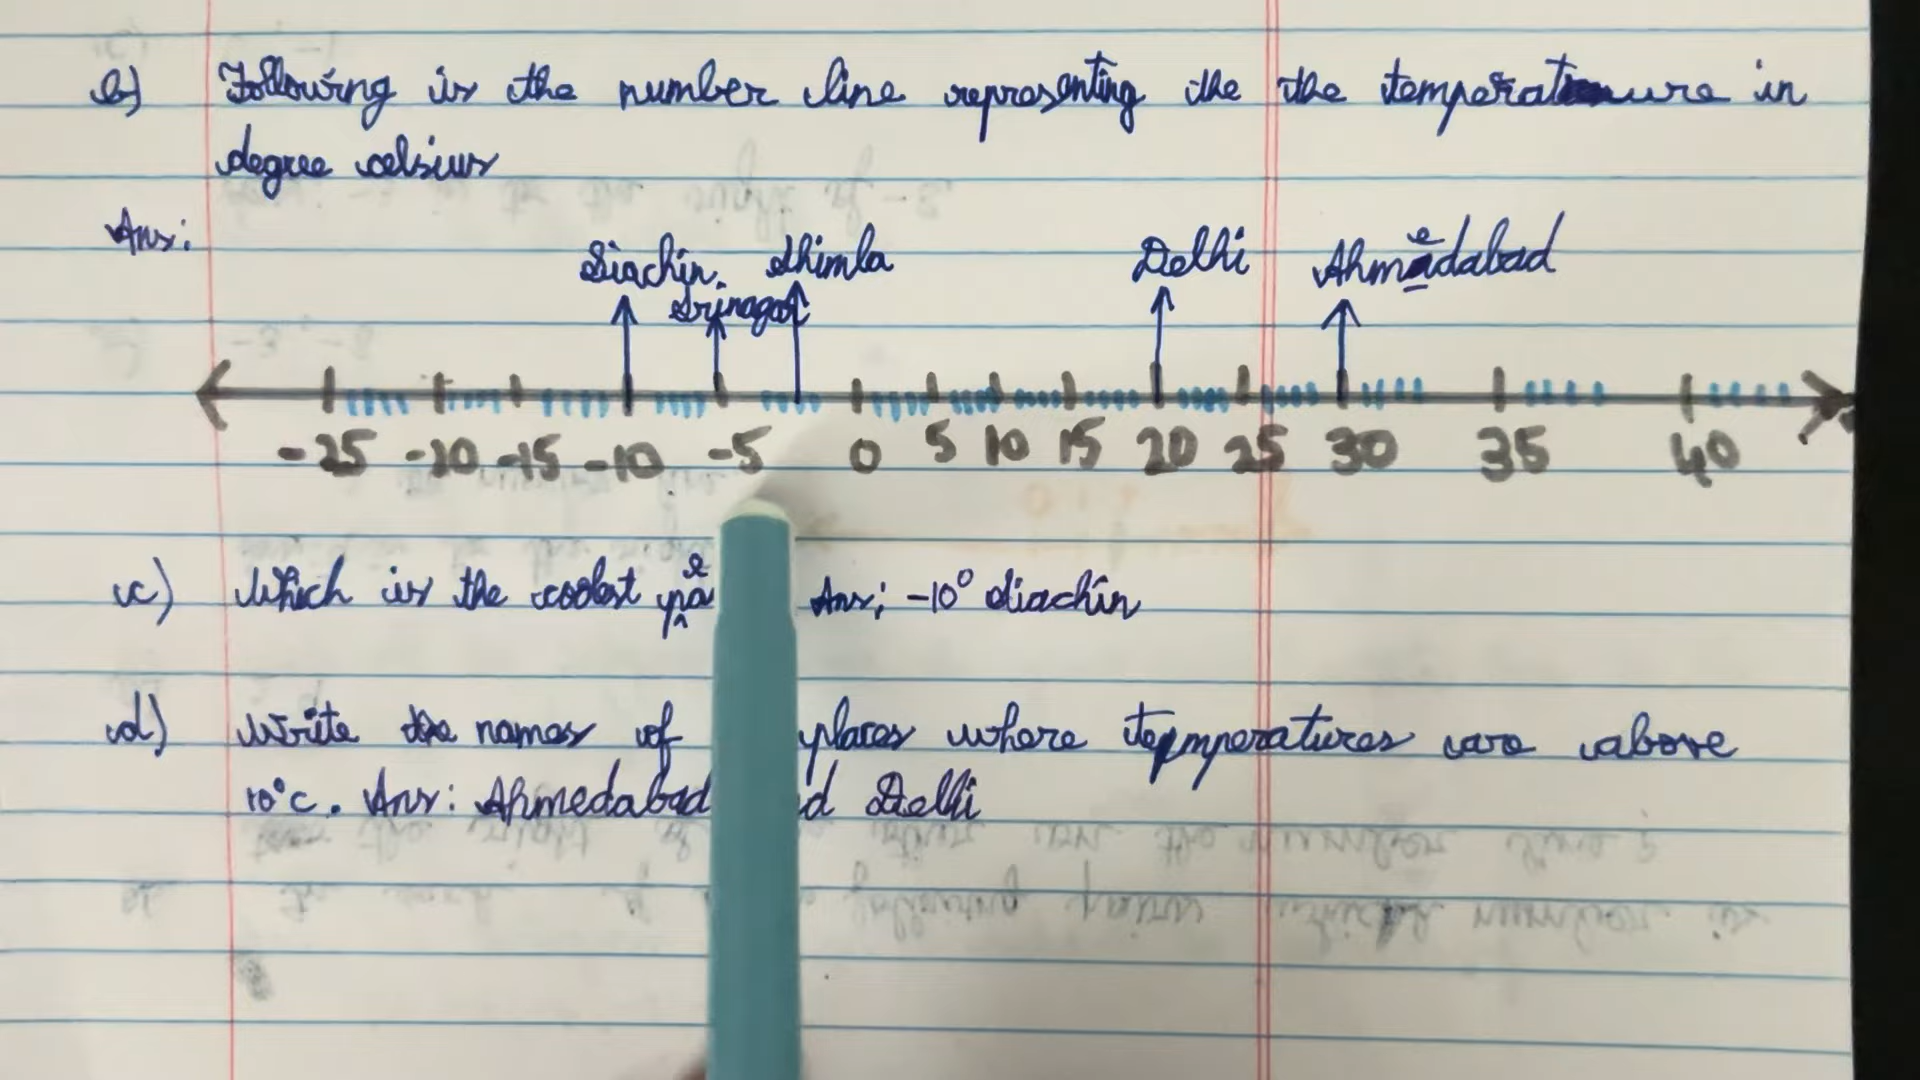 b) Following is the number line representing the the temperature in
degree celsius
Ans:
Siachin Shimla Delhi Ahmedabad
Srinagar
-25 -20 -15 -10 -5 0 5 10 15 20 25 30 35 40
c) Which is the coolest Ans; -10° Siachin
d) Write the names of places where temperatures are above
10°C. Ans: Ahmedabad Delhi